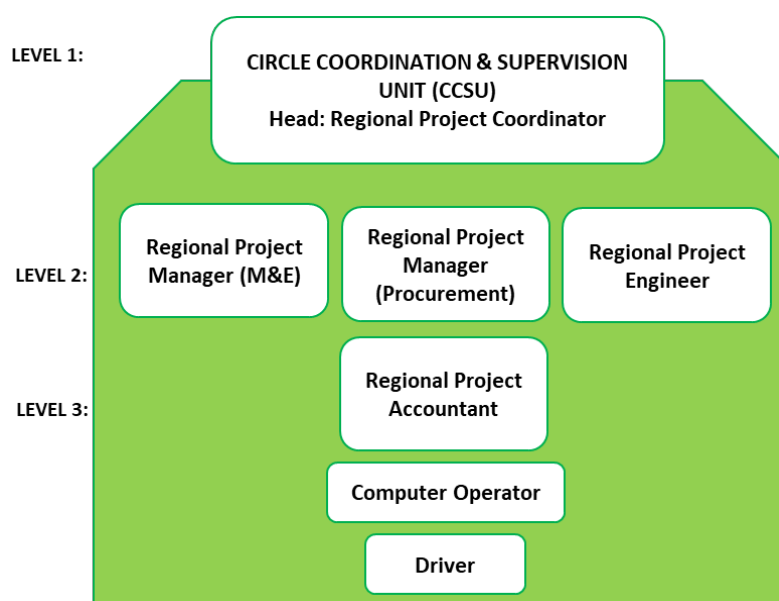 LEVEL 1:
CIRCLE COORDINATION & SUPERVISION
UNIT (CCSU)
Head: Regional Project Coordinator
LEVEL 2:
Regional Project
Manager (M&E)
Regional Project
Manager
(Procurement)
Regional Project
Engineer
LEVEL 3:
Regional Project
Accountant
Computer Operator
Driver